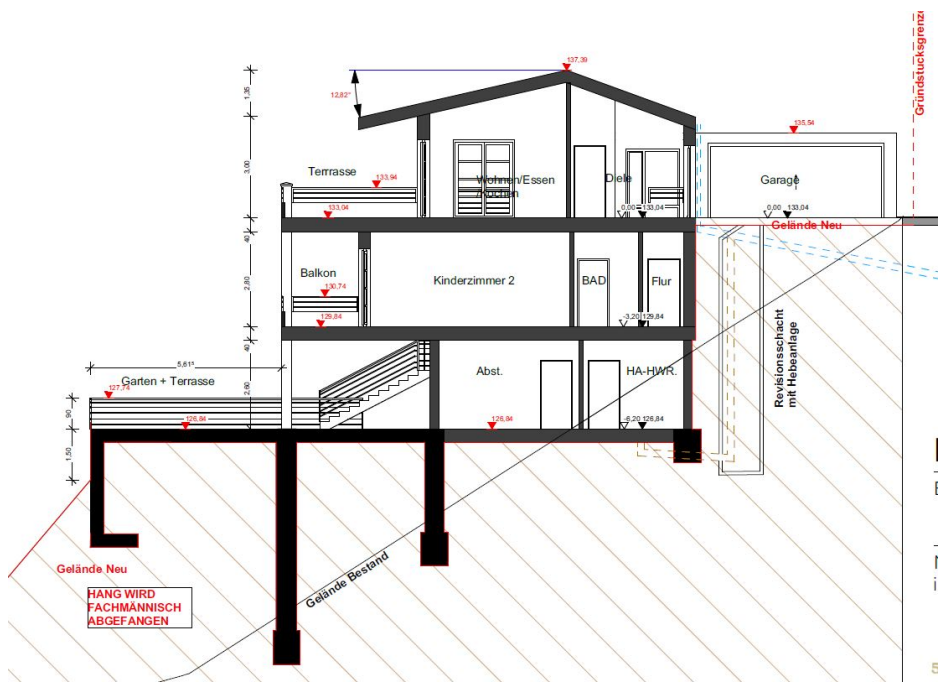 Grundstücksgrenze
137,39
12,82°
1,35
135,54
3,00
Terrrasse
133,94
Wohnen/Essen
/Kochen
Diele
Garage
133,04
0,00
133,04
0,00
133,04
Gelände Neu
40
Balkon
Kinderzimmer 2
BAD
Flur
2,80
130,74
129,84
-3,20
129,84
Revisionsschacht
mit Hebeanlage
40
5,61⁵
Garten + Terrasse
Abst.
HA-HWR.
127,74
2,60
90
126,84
126,84
-6,20
126,84
1,50
Gelände Bestand
Gelände Neu
HANG WIRD
FACHMÄNNISCH
ABGEFANGEN